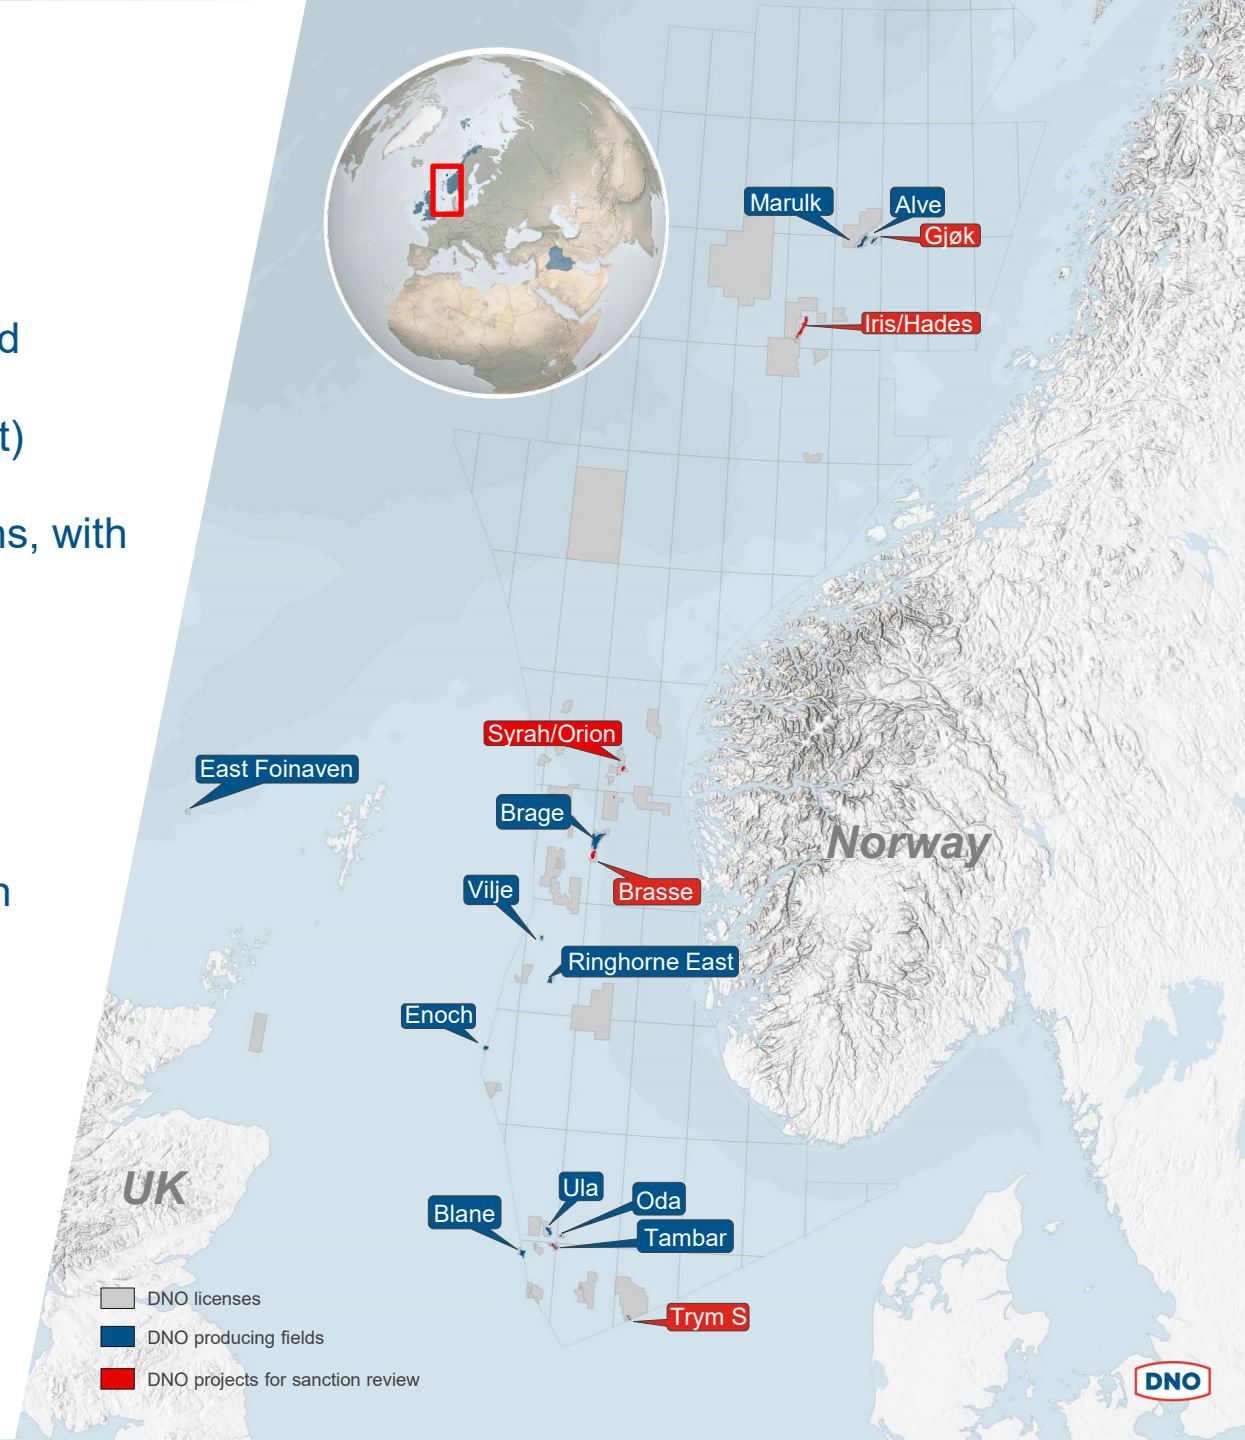 d
t)
ns, with
n
Marulk
Alve
Gjøk
Iris/Hades
Syrah/Orion
East Foinaven
Brage
Norway
Brasse
Vilje
Ringhorne East
Enoch
UK
Ula
Oda
Blane
Tambar
Trym S
DNO licenses
DNO producing fields
DNO projects for sanction review
DNO